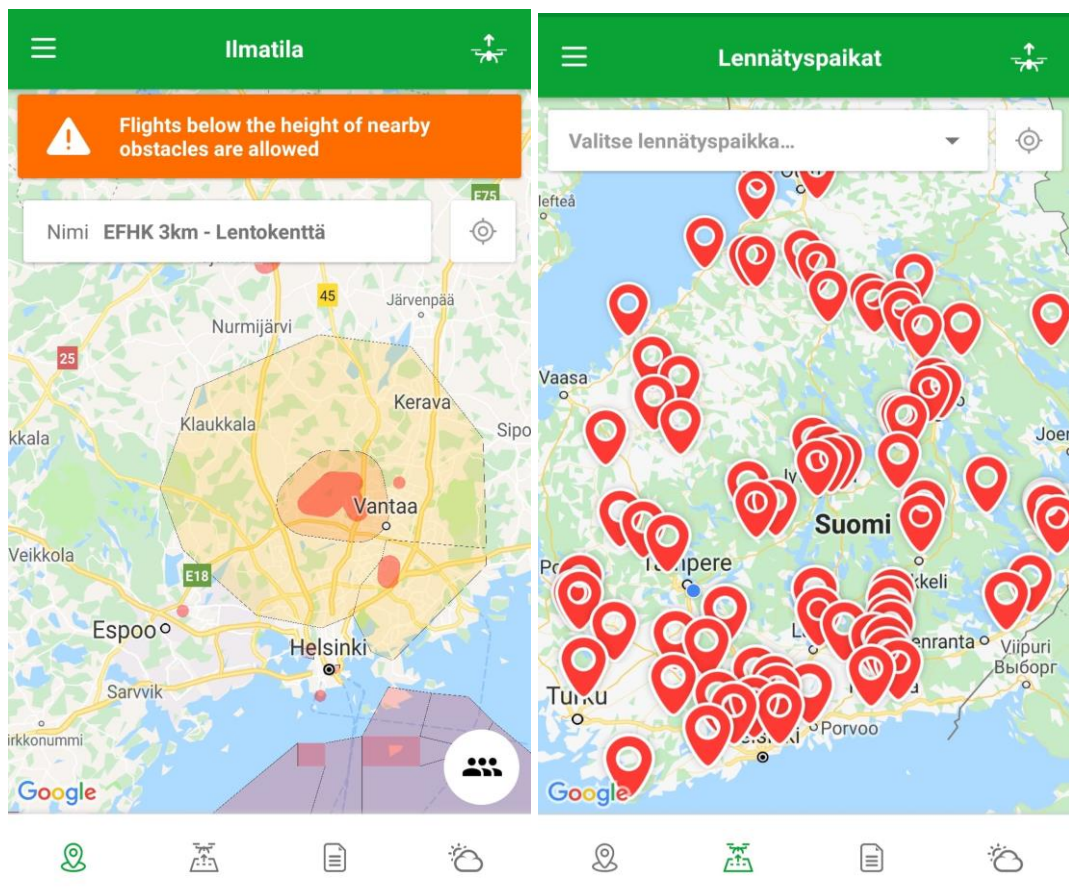 Ilmatila
Flights below the height of nearby
obstacles are allowed
E75
Nimi EFHK 3km - Lentokenttä
45
Järvenpää
Nurmijärvi
25
Kerava
Klaukkala
kkala
Sipo
Vantaa
Veikkola
E18
Espoo
Helsinki
Sarvvik
irkkonummi
Google
Lennätyspaikat
Valitse lennätyspaikka...
lefteå
Vaasa
Joer
Suomi
mpere
kkeli
enranta
Viipuri
Выборг
Turku
Porvoo
Google